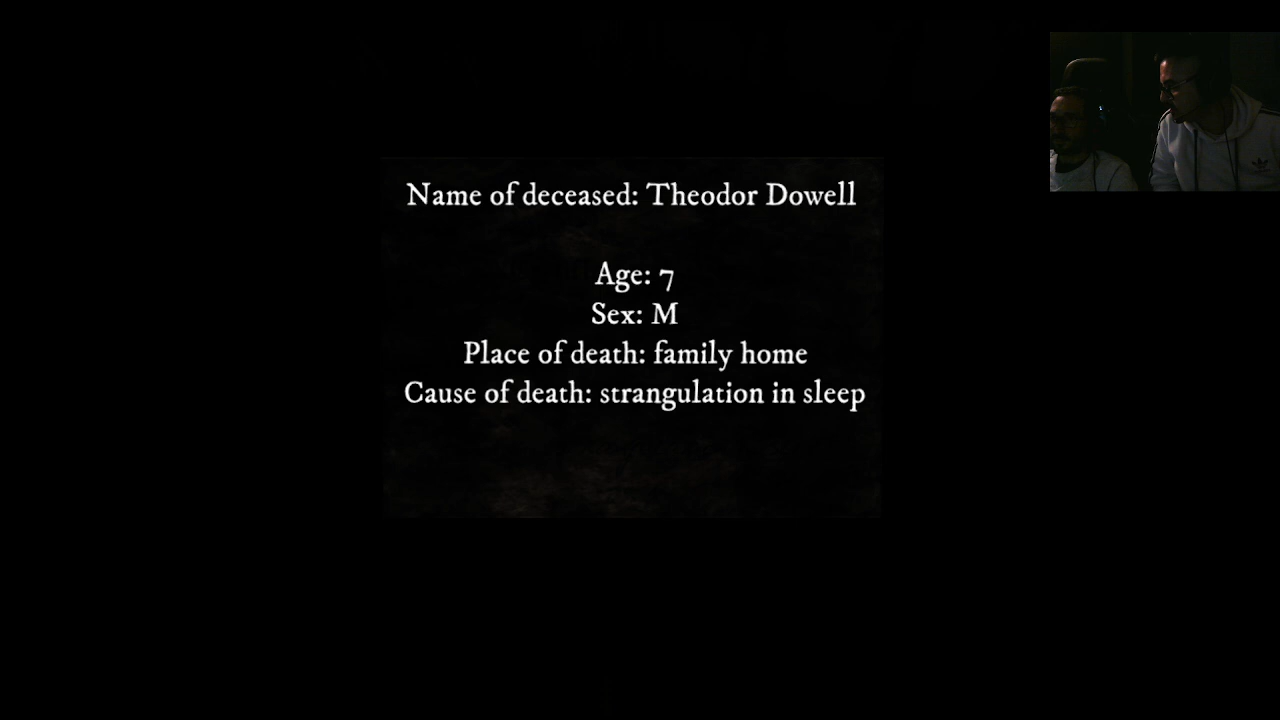 Name of deceased: Theodor Dowell
Age: 7
Sex: M
Place of death: family home
Cause of death: strangulation in sleep